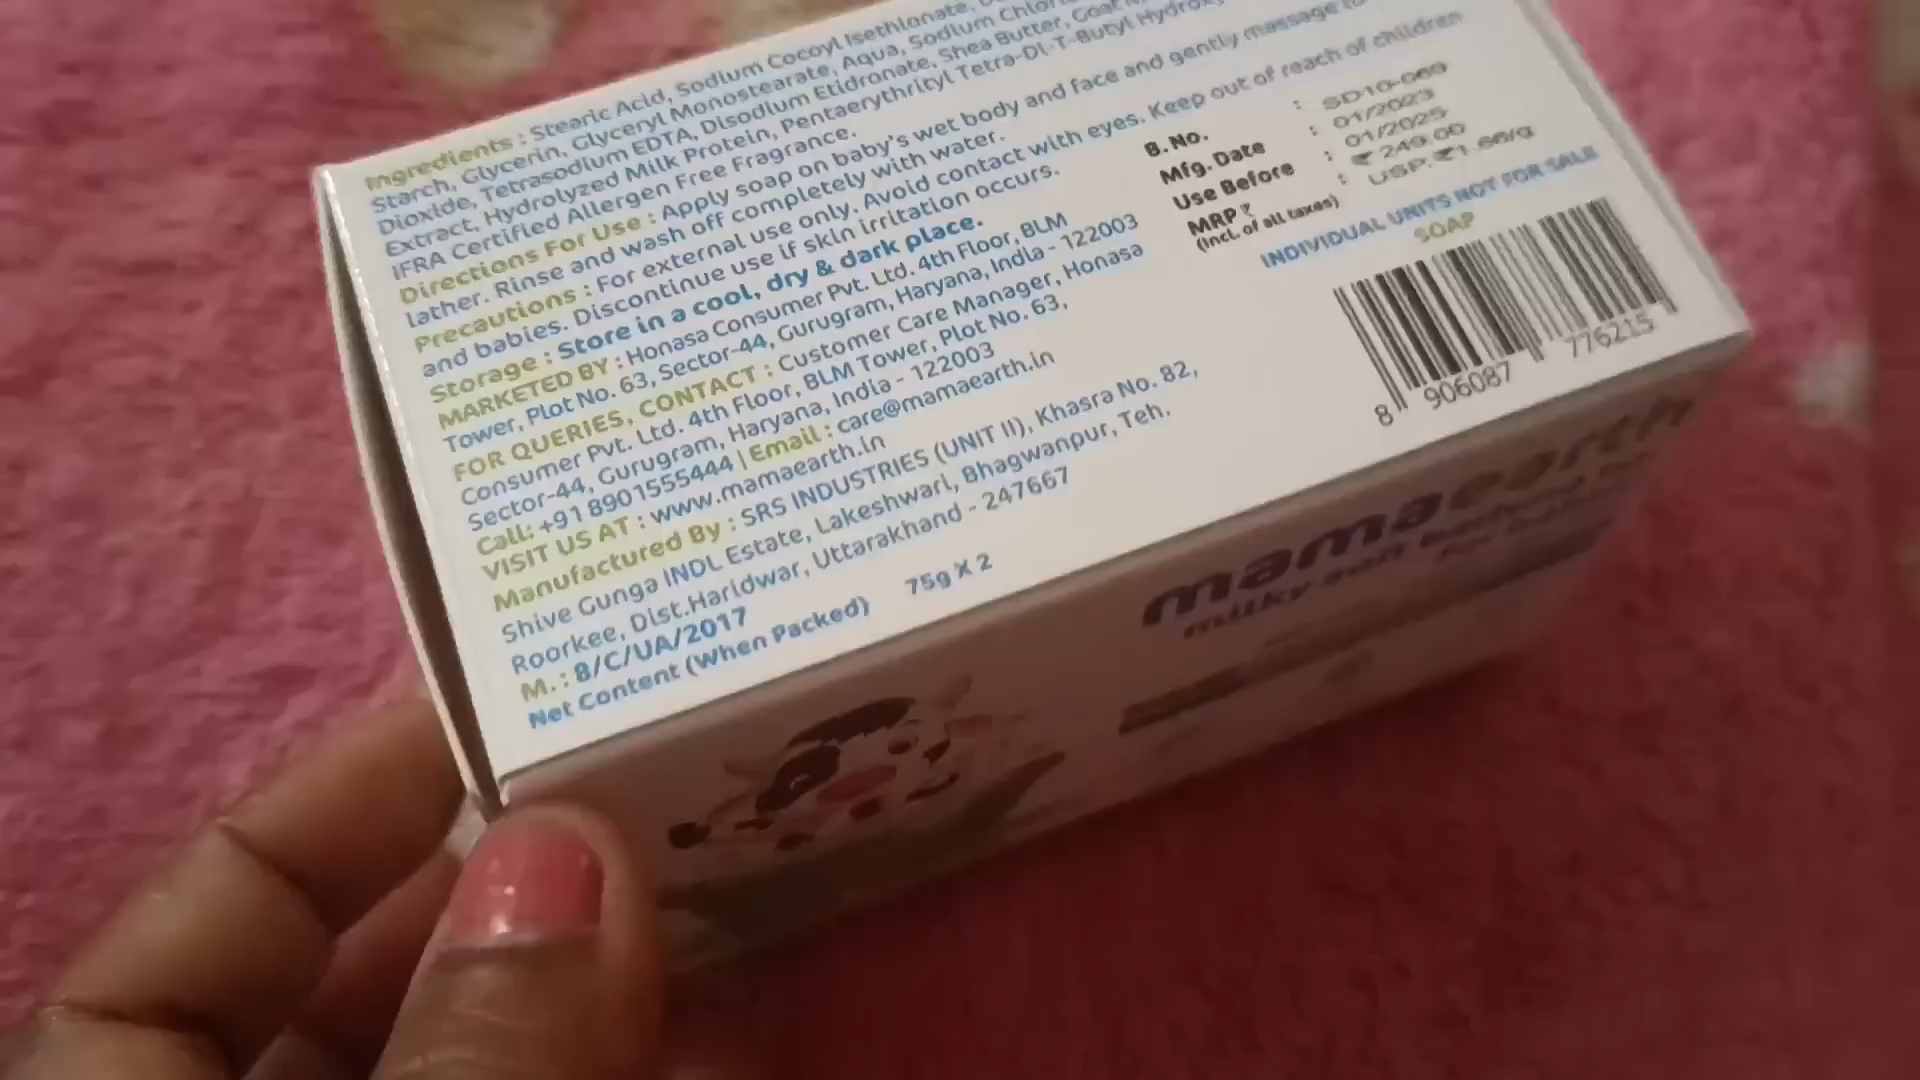 Ingredients : Stearic Acid, Sodium Cocoyl Isethionate,
Starch, Glycerin, Glyceryl Monostearate, Aqua, Sodium
Dioxide, Tetrasodium EDTA, Disodium Etidronate, Shea Butter, Goat
Extract, Hydrolyzed Milk Protein, Pentaerythrityl Tetra-Di-T-Butyl
IFRA Certified Allergen Free Fragrance.
Directions For Use : Apply soap on baby's wet body and face and gently massage to
lather. Rinse and wash off completely with water.
Precautions : For external use only. Avoid contact with eyes. Keep out of reach of children
and babies. Discontinue use if skin irritation occurs.
Storage : Store in a cool, dry & dark place.
MARKETED BY : Honasa Consumer Pvt. Ltd. 4th Floor, BLM
Tower, Plot No. 63, Sector-44, Gurugram, Haryana, India - 122003
FOR QUERIES, CONTACT : Customer Care Manager, Honasa
Consumer Pvt. Ltd. 4th Floor, BLM Tower, Plot No. 63,
Sector-44, Gurugram, Haryana, India - 122003
Call: +91 8901555444 | Email : care@mamaearth.in
VISIT US AT : www.mamaearth.in
Manufactured By : SRS INDUSTRIES (UNIT II), Khasra No. 82,
Shive Gunga INDL Estate, Lakeshwari, Bhagwanpur, Teh.
Roorkee, Dist.Haridwar, Uttarakhand - 247667
M. : 8/C/UA/2017
Net Content (When Packed) 75g X 2
B. No. : SD10-069
Mfg. Date : 01/2023
Use Before : 01/2025
MRP ₹ : ₹ 249.00
(Incl. of all taxes) USP: ₹1.66/g
INDIVIDUAL UNITS NOT FOR SALE
SOAP
8 906087 776215
mamaearth
milky soft bathing